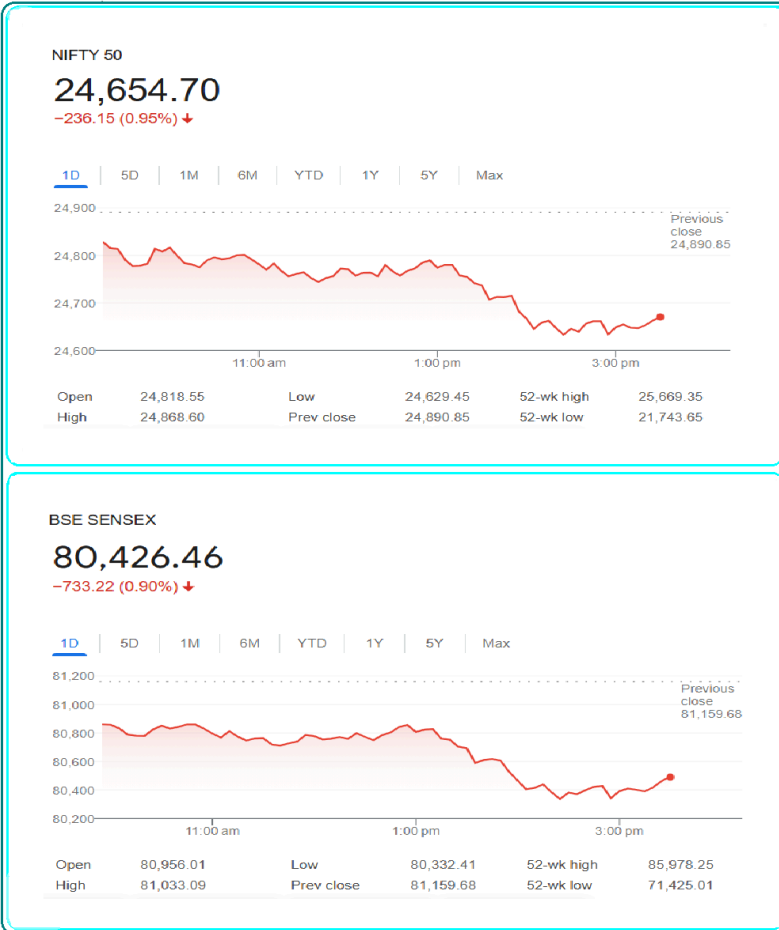 NIFTY 50
24,654.70
−236.15 (0.95%) ↓
1D 5D 1M 6M YTD 1Y 5Y Max
24,900
Previous
close
24,890.85
24,800
24,700
24,600
11:00 am 1:00 pm 3:00 pm
Open 24,818.55 Low 24,629.45 52-wk high 25,669.35
High 24,868.60 Prev close 24,890.85 52-wk low 21,743.65
BSE SENSEX
80,426.46
−733.22 (0.90%) ↓
1D 5D 1M 6M YTD 1Y 5Y Max
81,200
Previous
close
81,159.68
81,000
80,800
80,600
80,400
80,200
11:00 am 1:00 pm 3:00 pm
Open 80,956.01 Low 80,332.41 52-wk high 85,978.25
High 81,033.09 Prev close 81,159.68 52-wk low 71,425.01